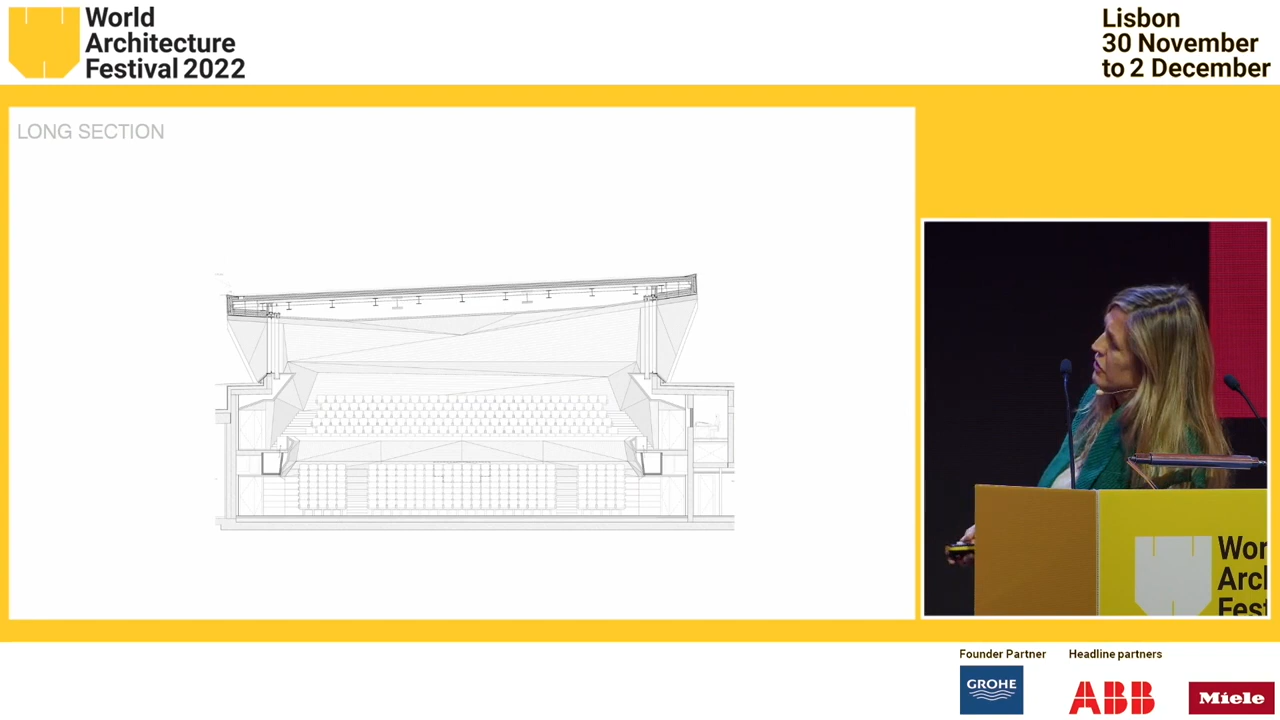 World
Architecture
Festival 2022
Lisbon
30 November
to 2 December
LONG SECTION
Wor
Arcl
Fest
Founder Partner
Headline partners
GROHE
ABB
Miele